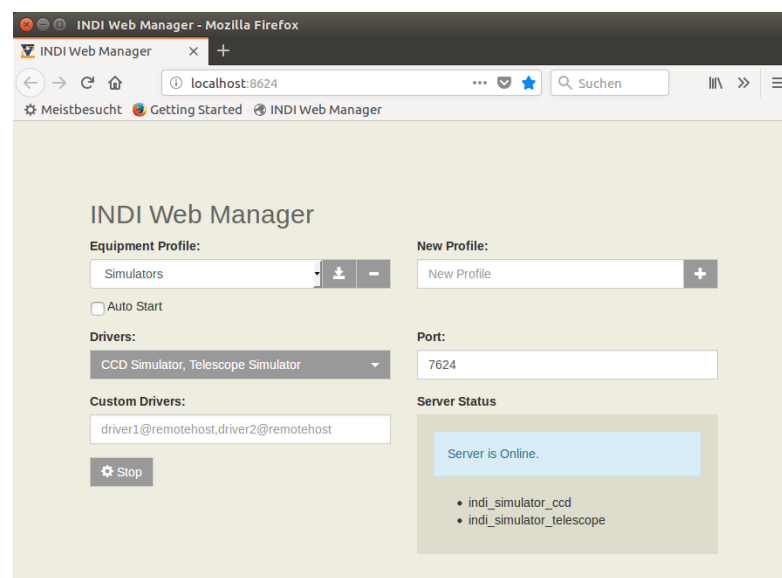 INDI Web Manager - Mozilla Firefox
INDI Web Manager
localhost:8624
Suchen
Meistbesucht Getting Started INDI Web Manager
INDI Web Manager
Equipment Profile:
Simulators
Auto Start
New Profile:
New Profile
Drivers:
CCD Simulator, Telescope Simulator
Port:
7624
Custom Drivers:
driver1@remotehost,driver2@remotehost
Stop
Server Status
Server is Online.
indi_simulator_ccd
indi_simulator_telescope